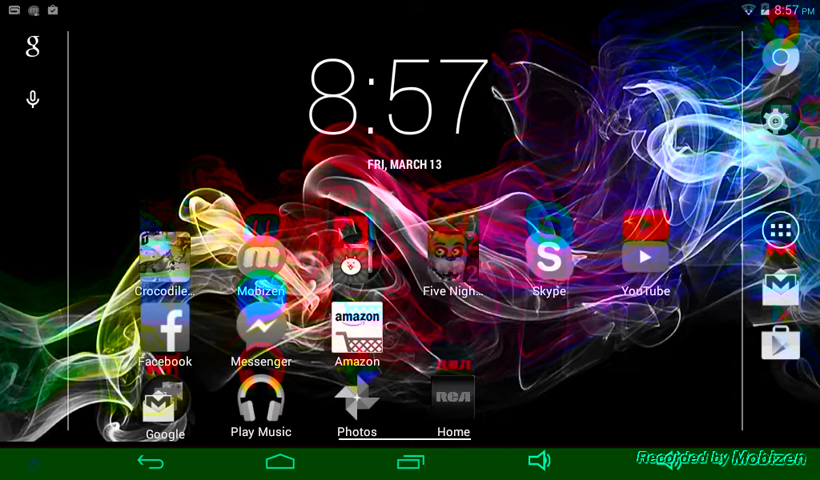 8:57 PM
g
8:57
FRI, MARCH 13
Crocodile...
Mobizen
Five Nigh...
Skype
YouTube
amazon
Facebook
Messenger
Amazon
RCA
Google
Play Music
Photos
Home
Recorded by Mobizen